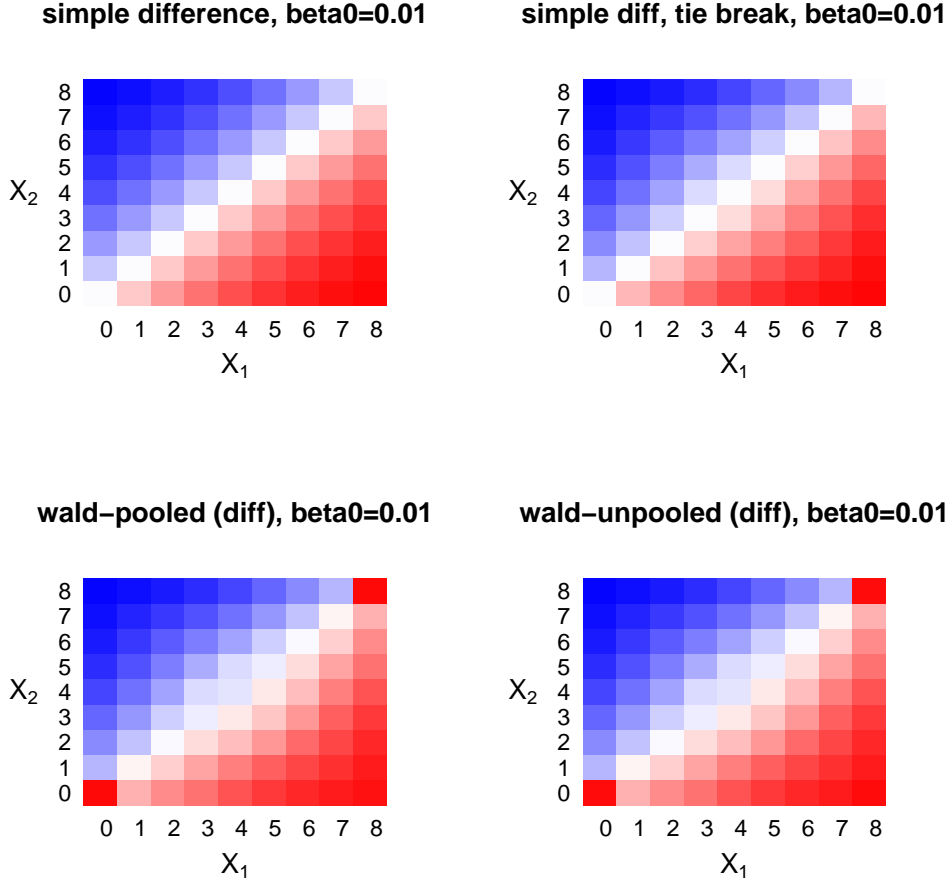 simple difference, beta0=0.01
8
7
6
5
4
3
2
1
0
X₂
0 1 2 3 4 5 6 7 8
X₁
simple diff, tie break, beta0=0.01
8
7
6
5
4
3
2
1
0
X₂
0 1 2 3 4 5 6 7 8
X₁
wald−pooled (diff), beta0=0.01
8
7
6
5
4
3
2
1
0
X₂
0 1 2 3 4 5 6 7 8
X₁
wald−unpooled (diff), beta0=0.01
8
7
6
5
4
3
2
1
0
X₂
0 1 2 3 4 5 6 7 8
X₁